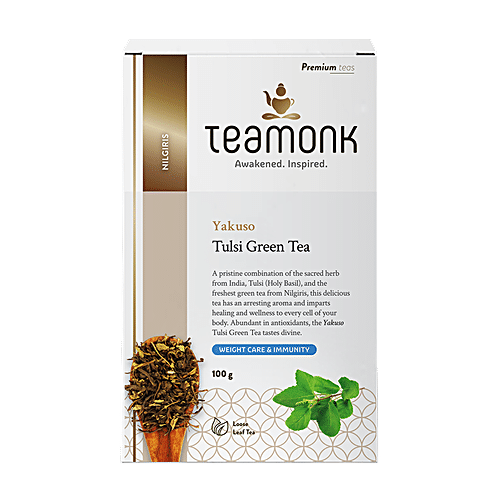 Premium teas
NILGIRIS
Teamonk
Awakened. Inspired.
Yakuso
Tulsi Green Tea
A pristine combination of the sacred herb
from India, Tulsi (Holy Basil), and the
freshest green tea from Nilgiris, this delicious
tea has an arresting aroma and imparts
healing and wellness to every cell of your
body. Abundant in antioxidants, the Yakuso
Tulsi Green Tea tastes divine.
WEIGHT CARE & IMMUNITY
100 g
Loose
Leaf Tea